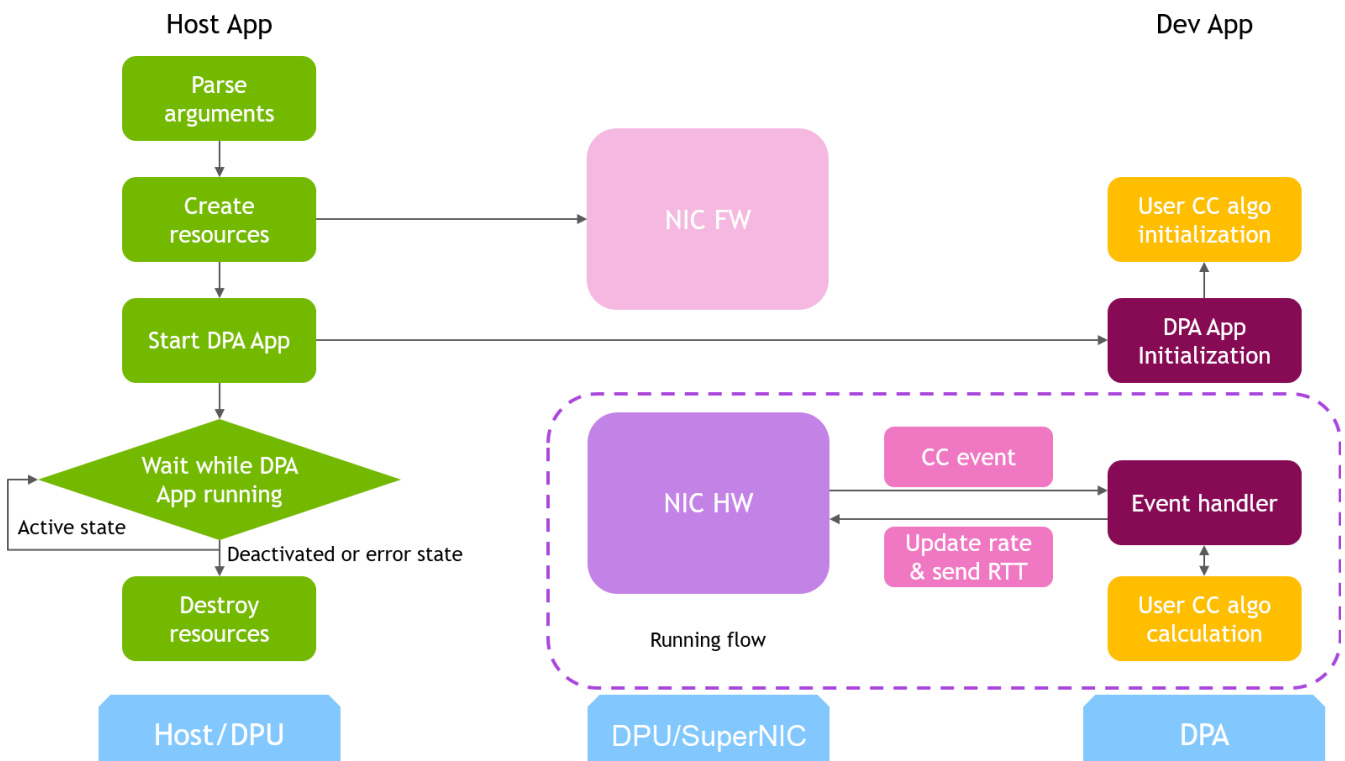 Host App
Dev App
Parse
arguments
Create
resources
NIC FW
User CC algo
initialization
Start DPA App
DPA App
Initialization
Wait while DPA
App running
Active state
Deactivated or error state
Destroy
resources
NIC HW
CC event
Update rate
& send RTT
Event handler
User CC algo
calculation
Running flow
Host/DPU
DPU/SuperNIC
DPA